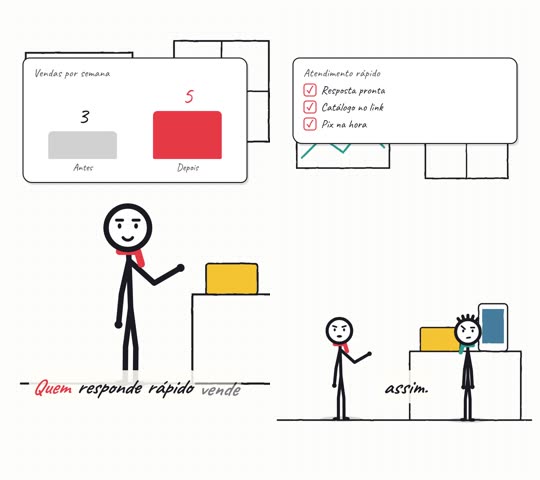 Vendas por semana
3
5
Antes
Depois
Quem responde rápido vende
Atendimento rápido
Resposta pronta
Catálogo no link
Pix na hora
assim.